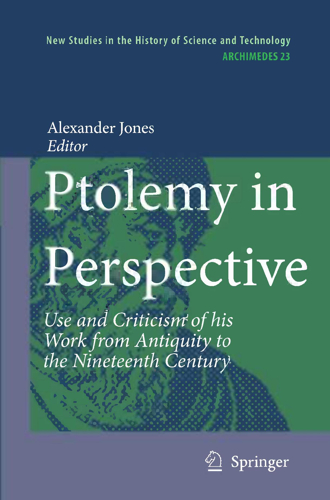 New Studies in the History of Science and Technology
ARCHIMEDES 23
Alexander Jones
Editor
Ptolemy in
Perspective
Use and Criticism of his
Work from Antiquity to
the Nineteenth Century
Springer